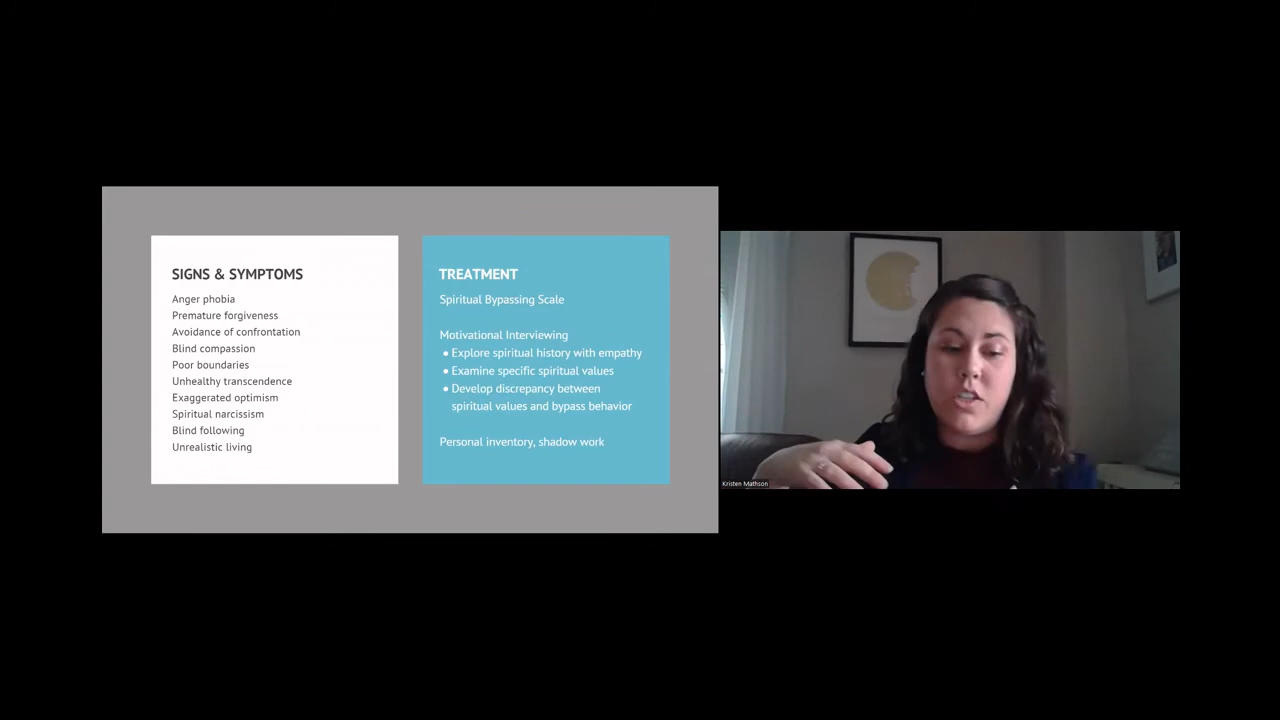 SIGNS & SYMPTOMS
Anger phobia
Premature forgiveness
Avoidance of confrontation
Blind compassion
Poor boundaries
Unhealthy transcendence
Exaggerated optimism
Spiritual narcissism
Blind following
Unrealistic living
TREATMENT
Spiritual Bypassing Scale
Motivational Interviewing
• Explore spiritual history with empathy
• Examine specific spiritual values
• Develop discrepancy between
spiritual values and bypass behavior
Personal inventory, shadow work
Kristen Mathson